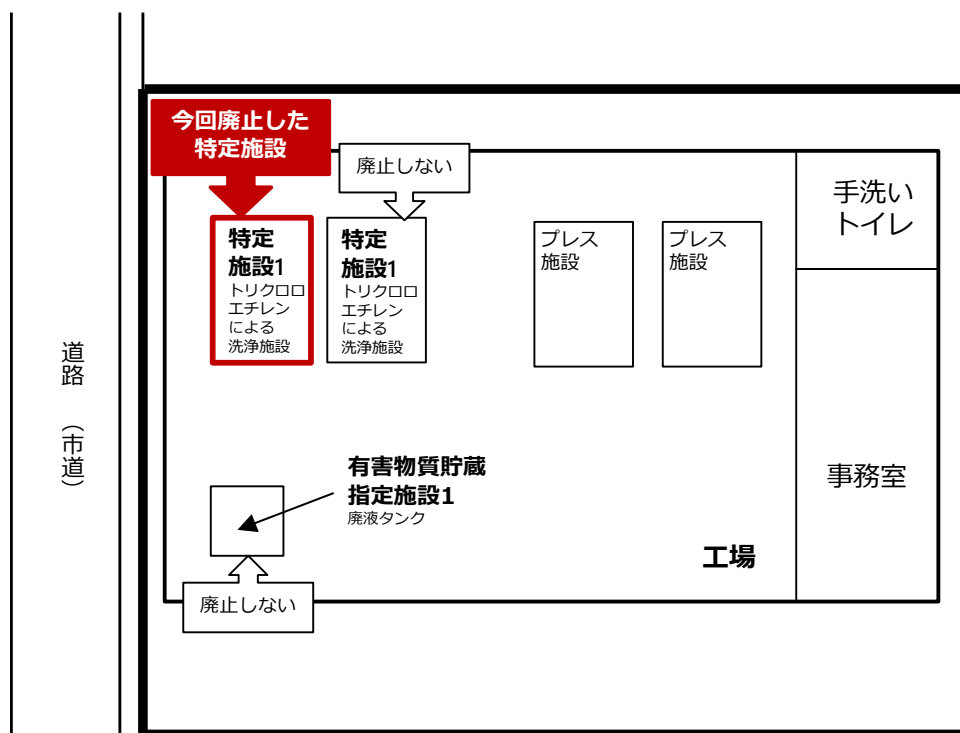 今回廃止した
特定施設
廃止しない
手洗い
トイレ
特定
施設1
トリクロロ
エチレン
による
洗浄施設
特定
施設1
トリクロロ
エチレン
による
洗浄施設
プレス
施設
プレス
施設
道路（市道）
有害物質貯蔵
指定施設1
廃液タンク
事務室
工場
廃止しない